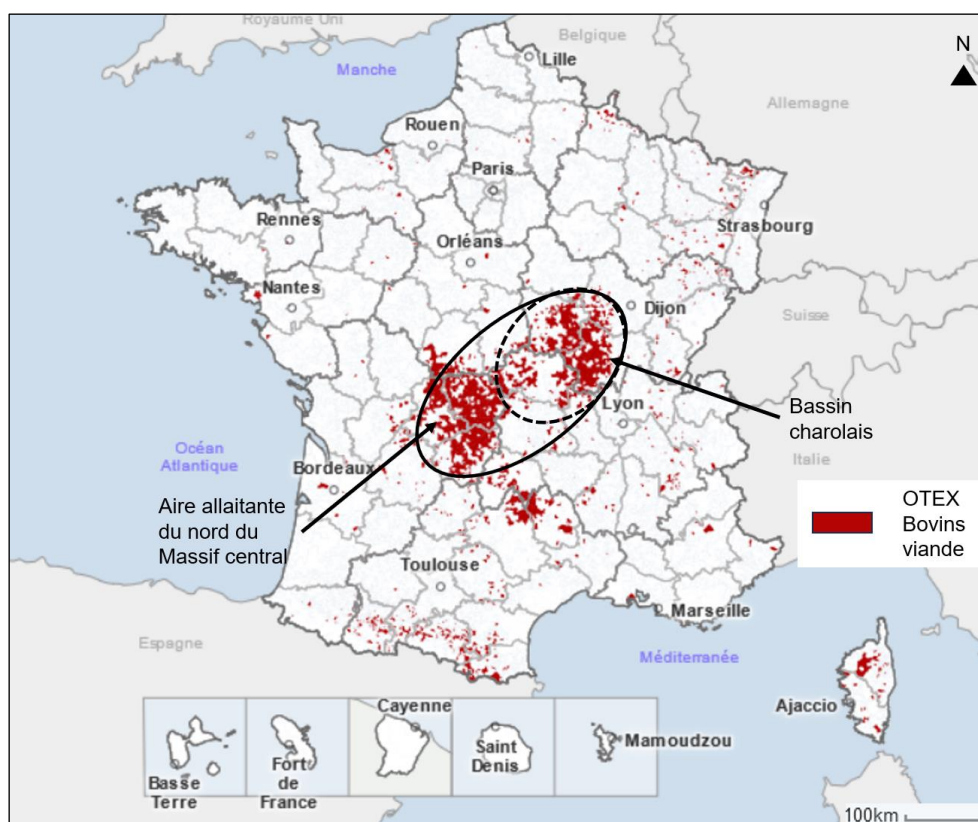 Royaume Uni
Belgique
N
Lille
Manche
Allemagne
Rouen
Paris
Strasbourg
Rennes
Orléans
Nantes
Dijon
Suisse
Lyon
Bassin
charolais
Océan
Atlantique
Italie
Bordeaux
Aire allaitante
du nord du
Massif central
OTEX
Bovins
viande
Toulouse
Marseille
Espagne
Méditerranée
Ajaccio
Cayenne
Basse
Terre
Fort
de
France
Saint
Denis
Mamoudzou
100km